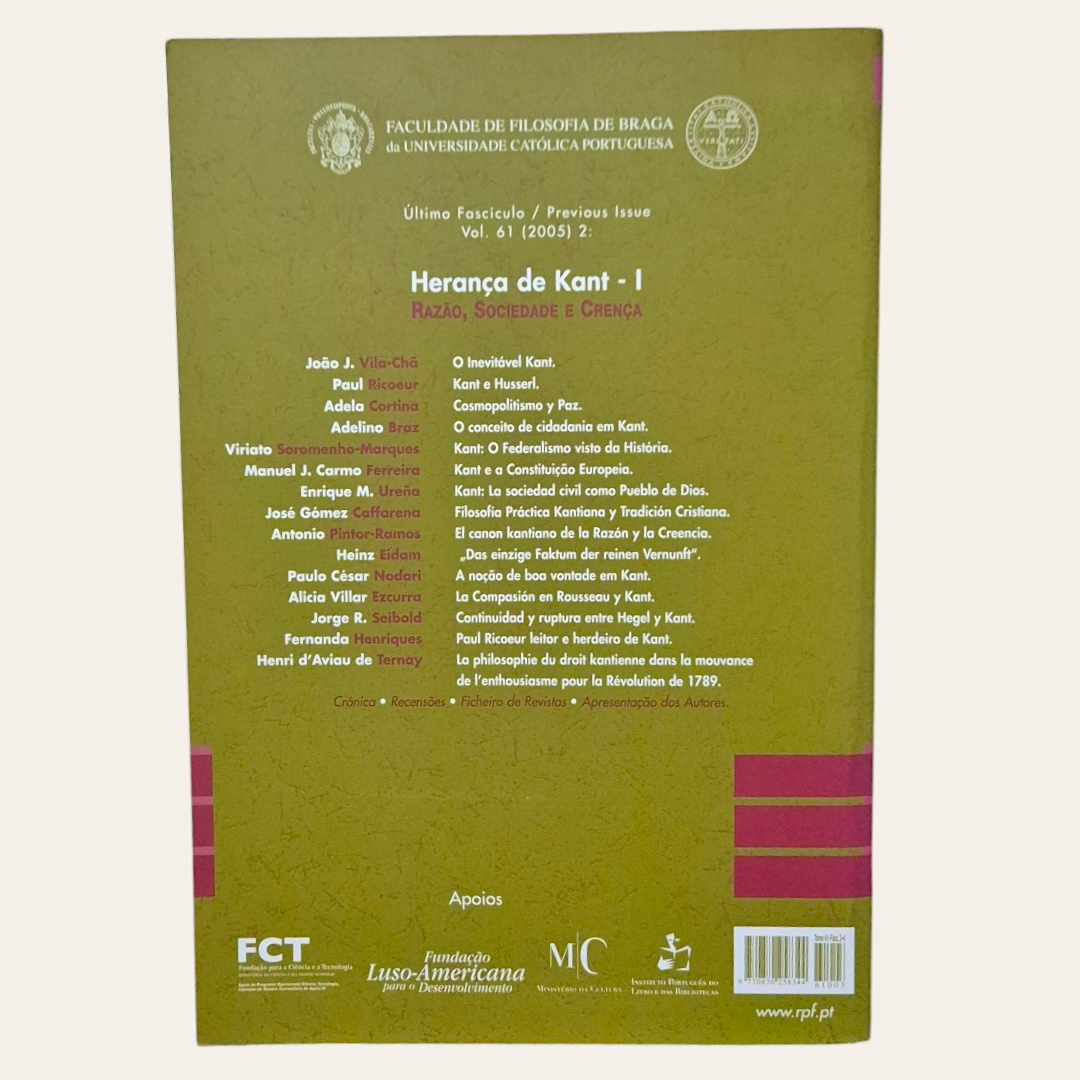 FACULDADE DE FILOSOFIA DE BRAGA
da UNIVERSIDADE CATÓLICA PORTUGUESA
Último Fascículo / Previous Issue
Vol. 61 (2005) 2:
Herança de Kant - I
RAZÃO, SOCIEDADE E CRENÇA
João J. Vila-Chã O Inevitável Kant.
Paul Ricoeur Kant e Husserl.
Adela Cortina Cosmopolitismo y Paz.
Adelino Braz O conceito de cidadania em Kant.
Viriato Soromenho-Marques Kant: O Federalismo visto da História.
Manuel J. Carmo Ferreira Kant e a Constituição Europeia.
Enrique M. Ureña Kant: La sociedad civil como Pueblo de Dios.
José Gómez Caffarena Filosofia Práctica Kantiana y Tradición Cristiana.
Antonio Pintor-Ramos El canon kantiano de la Razón y la Creencia.
Heinz Eidam „Das einzige Faktum der reinen Vernunft“.
Paulo César Nodari A noção de boa vontade em Kant.
Alicia Villar Ezcurra La Compasión en Rousseau y Kant.
Jorge R. Seibold Continuidad y ruptura entre Hegel y Kant.
Fernanda Henriques Paul Ricoeur leitor e herdeiro de Kant.
Henri d'Aviau de Ternay La philosophie du droit kantienne dans la mouvance
de l'enthousiasme pour la Révolution de 1789.
Crónica • Recensões • Ficheiro de Revistas • Apresentação dos Autores.
Apoios
FCT
Fundação para a Ciência e a Tecnologia
Fundação
Luso-Americana
para o Desenvolvimento
M|C
MINISTÉRIO DA CULTURA
INSTITUTO PORTUGUÊS DO
LIVRO E DAS BIBLIOTECAS
9 770870 258344
61003
www.rpf.pt